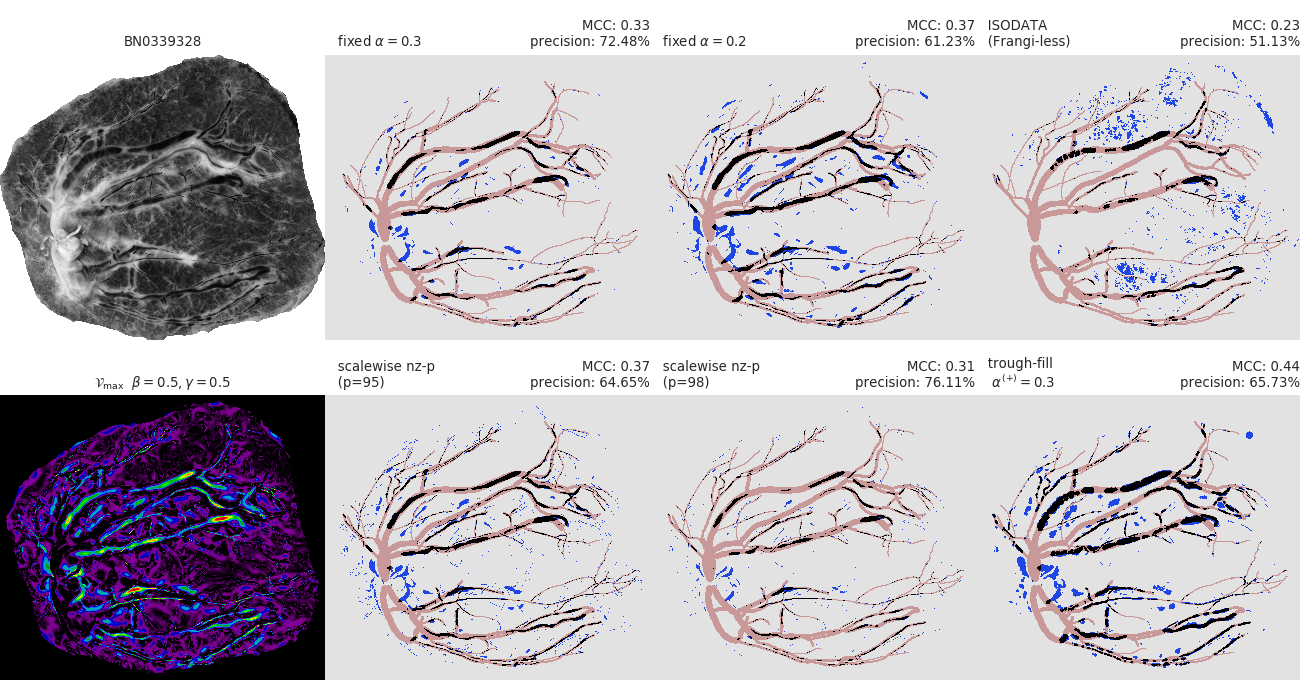 BN0339328
fixed α = 0.3
MCC: 0.33
precision: 72.48%
fixed α = 0.2
MCC: 0.37
precision: 61.23%
ISODATA
(Frangi-less)
MCC: 0.23
precision: 51.13%
𝒱max β = 0.5, γ = 0.5
scalewise nz-p
(p=95)
MCC: 0.37
precision: 64.65%
scalewise nz-p
(p=98)
MCC: 0.31
precision: 76.11%
trough-fill
α(+) = 0.3
MCC: 0.44
precision: 65.73%